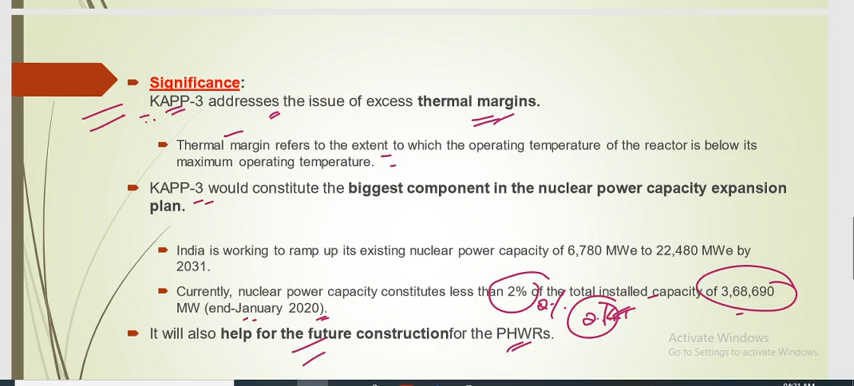 Significance:
KAPP-3 addresses the issue of excess thermal margins.
Thermal margin refers to the extent to which the operating temperature of the reactor is below its
maximum operating temperature.
KAPP-3 would constitute the biggest component in the nuclear power capacity expansion
plan.
India is working to ramp up its existing nuclear power capacity of 6,780 MWe to 22,480 MWe by
2031.
Currently, nuclear power capacity constitutes less than 2% of the total installed capacity of 3,68,690
2%.
MW (end-January 2020).
It will also help for the future constructionfor the PHWRs.
Activate Windows
Go to Settings to activate Windows.